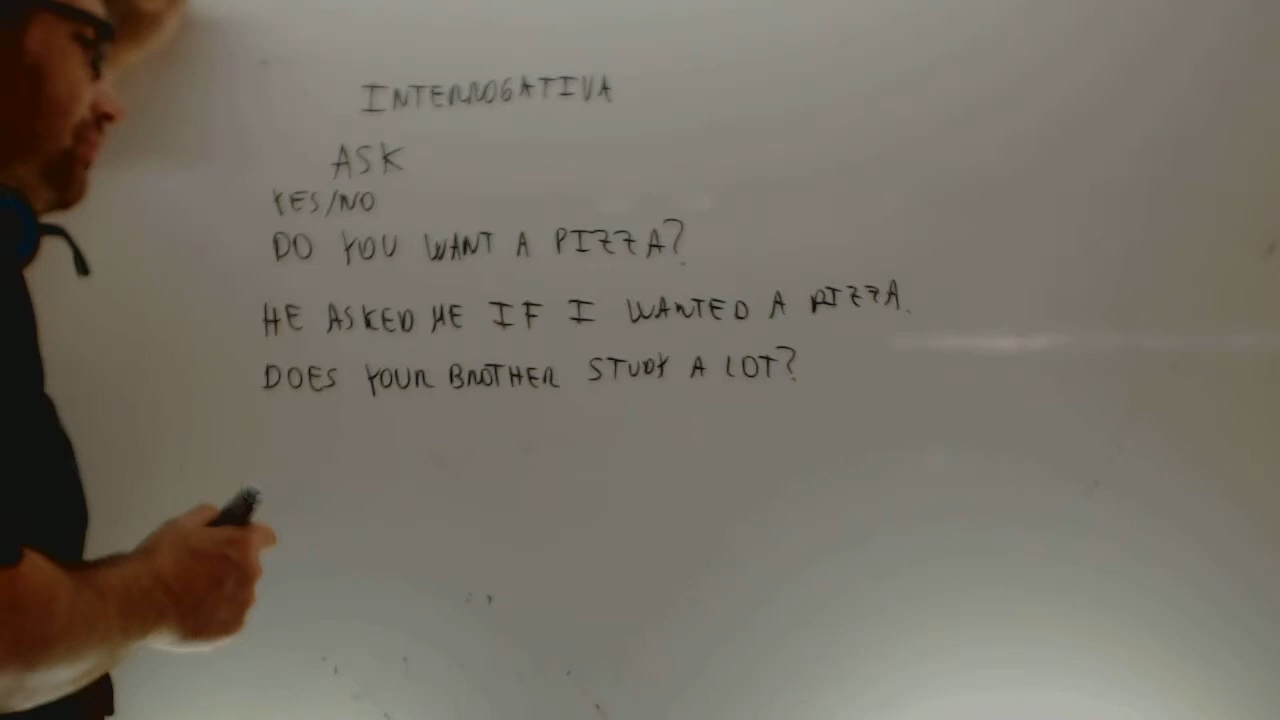 INTERROGATIVA
ASK
YES/NO
DO YOU WANT A PIZZA?
HE ASKED ME IF I WANTED A PIZZA.
DOES YOUR BROTHER STUDY A LOT?